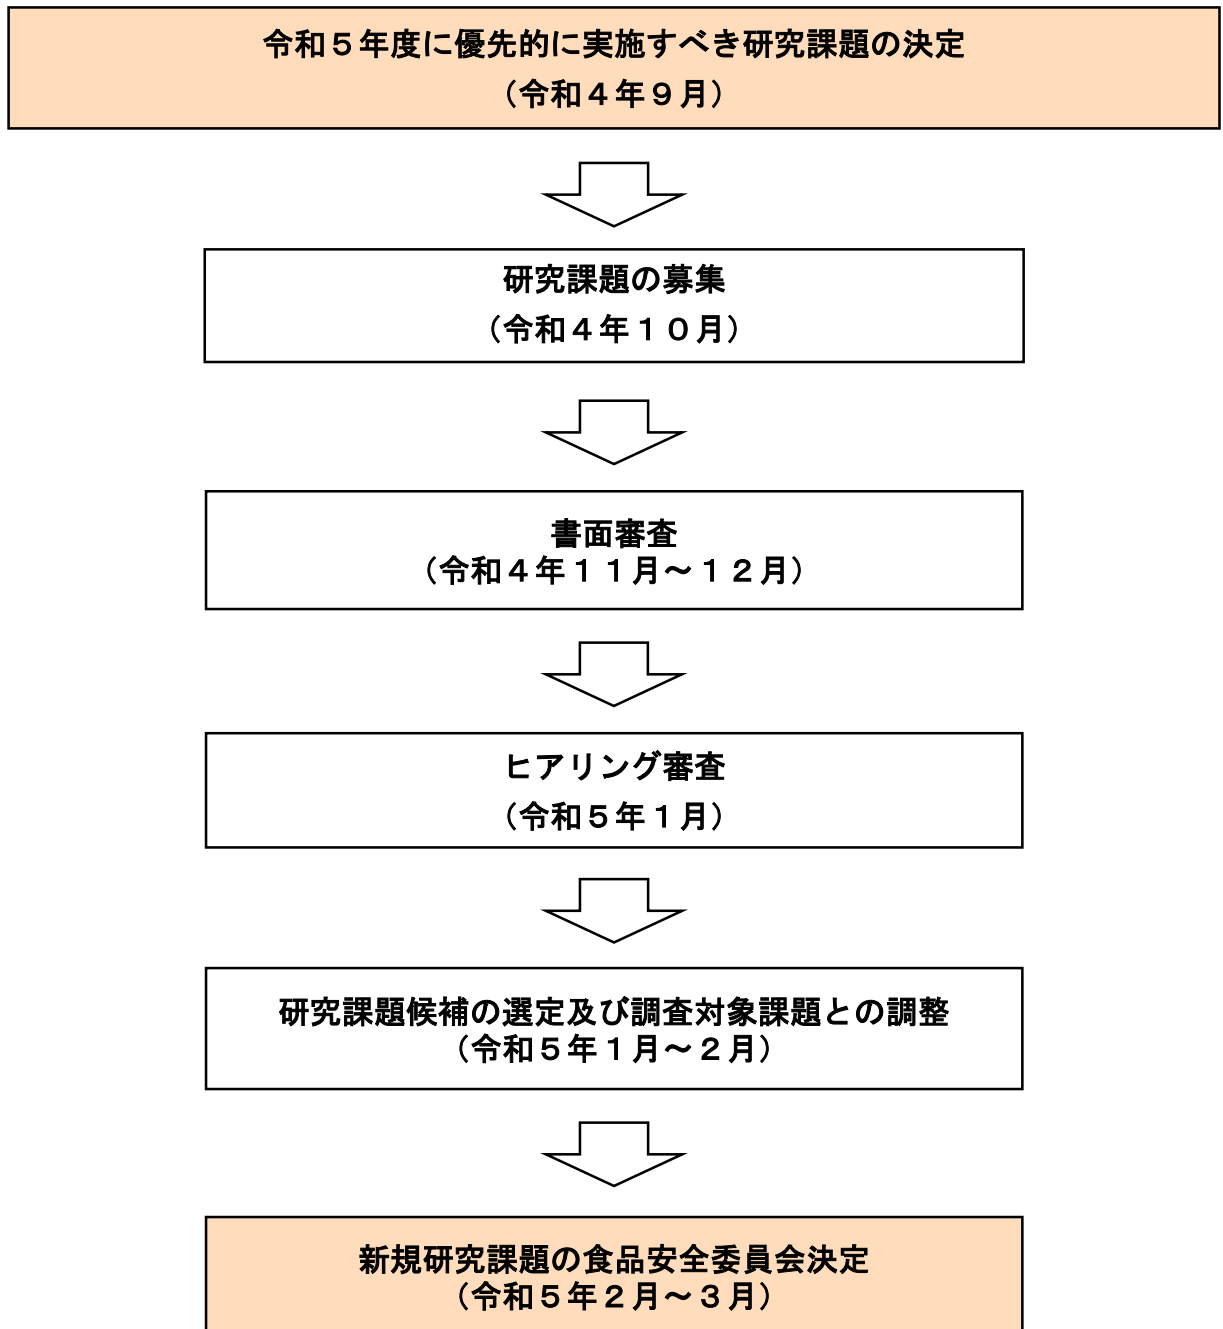 令和５年度に優先的に実施すべき研究課題の決定
（令和４年９月）
研究課題の募集
（令和４年１０月）
書面審査
（令和４年１１月～１２月）
ヒアリング審査
（令和５年１月）
研究課題候補の選定及び調査対象課題との調整
（令和５年１月～２月）
新規研究課題の食品安全委員会決定
（令和５年２月～３月）